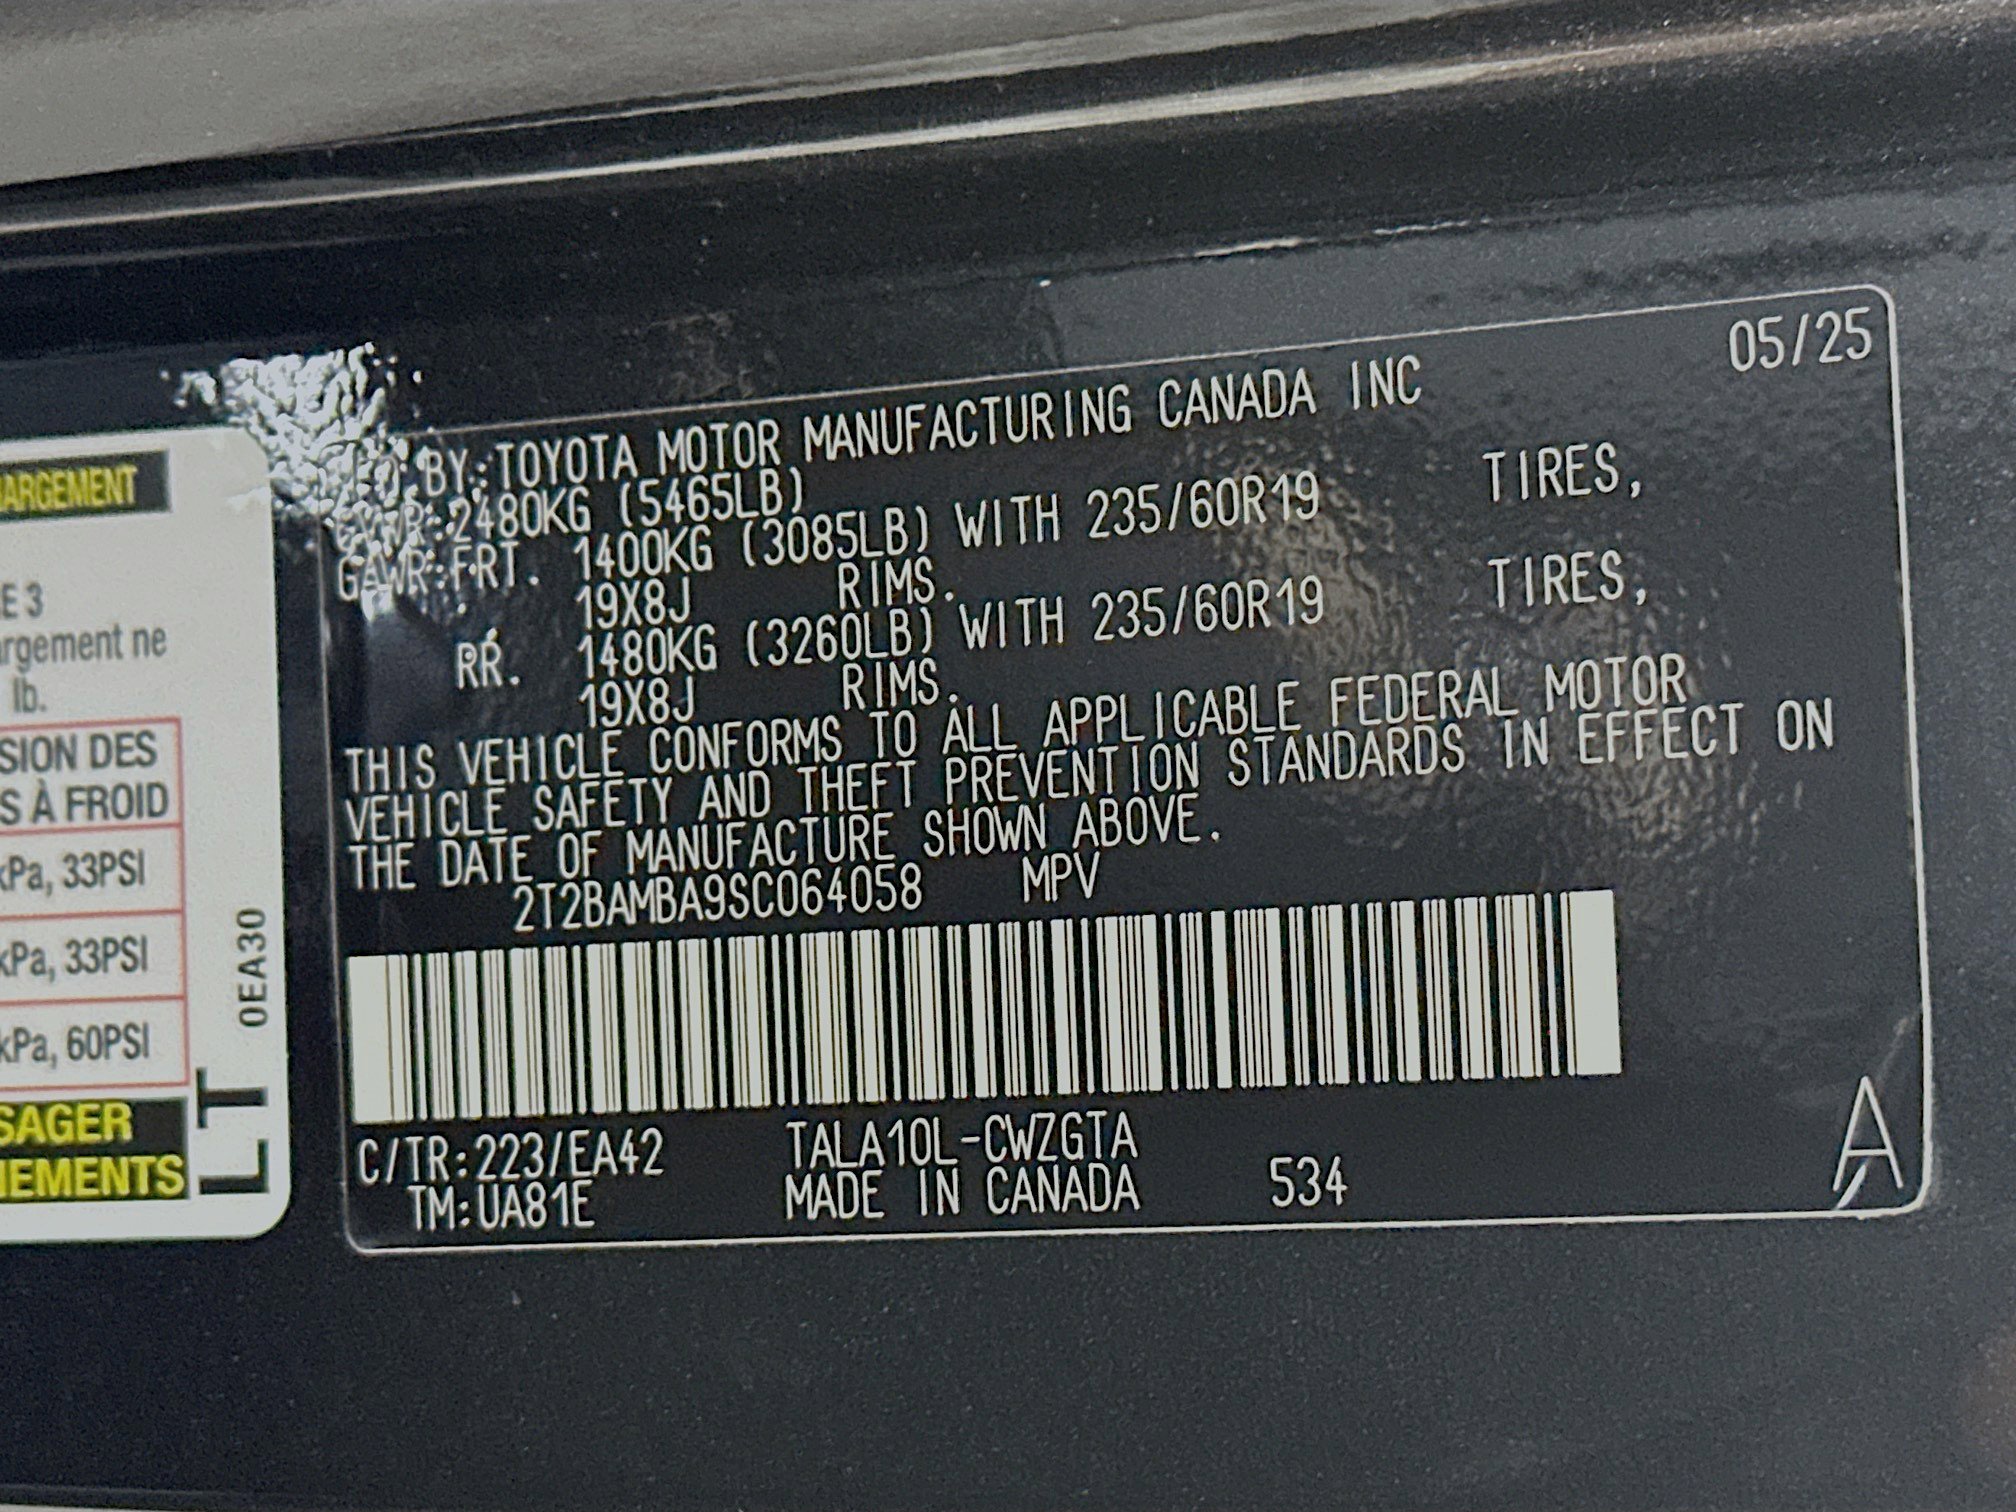 ARGEMENT
E 3
argement ne
lb.
SION DES
S À FROID
kPa, 33PSI
kPa, 33PSI
kPa, 60PSI
SAGER
NEMENTS
LT
0EA30
05/25
BY:TOYOTA MOTOR MANUFACTURING CANADA INC
GVWR:2480KG (5465LB)
GAWR:FRT. 1400KG (3085LB) WITH 235/60R19 TIRES,
19X8J RIMS.
RR. 1480KG (3260LB) WITH 235/60R19 TIRES,
19X8J RIMS.
THIS VEHICLE CONFORMS TO ALL APPLICABLE FEDERAL MOTOR
VEHICLE SAFETY AND THEFT PREVENTION STANDARDS IN EFFECT ON
THE DATE OF MANUFACTURE SHOWN ABOVE.
2T2BAMBA9SC064058 MPV
C/TR:223/EA42 TALA10L-CWZGTA
TM:UA81E MADE IN CANADA 534
A